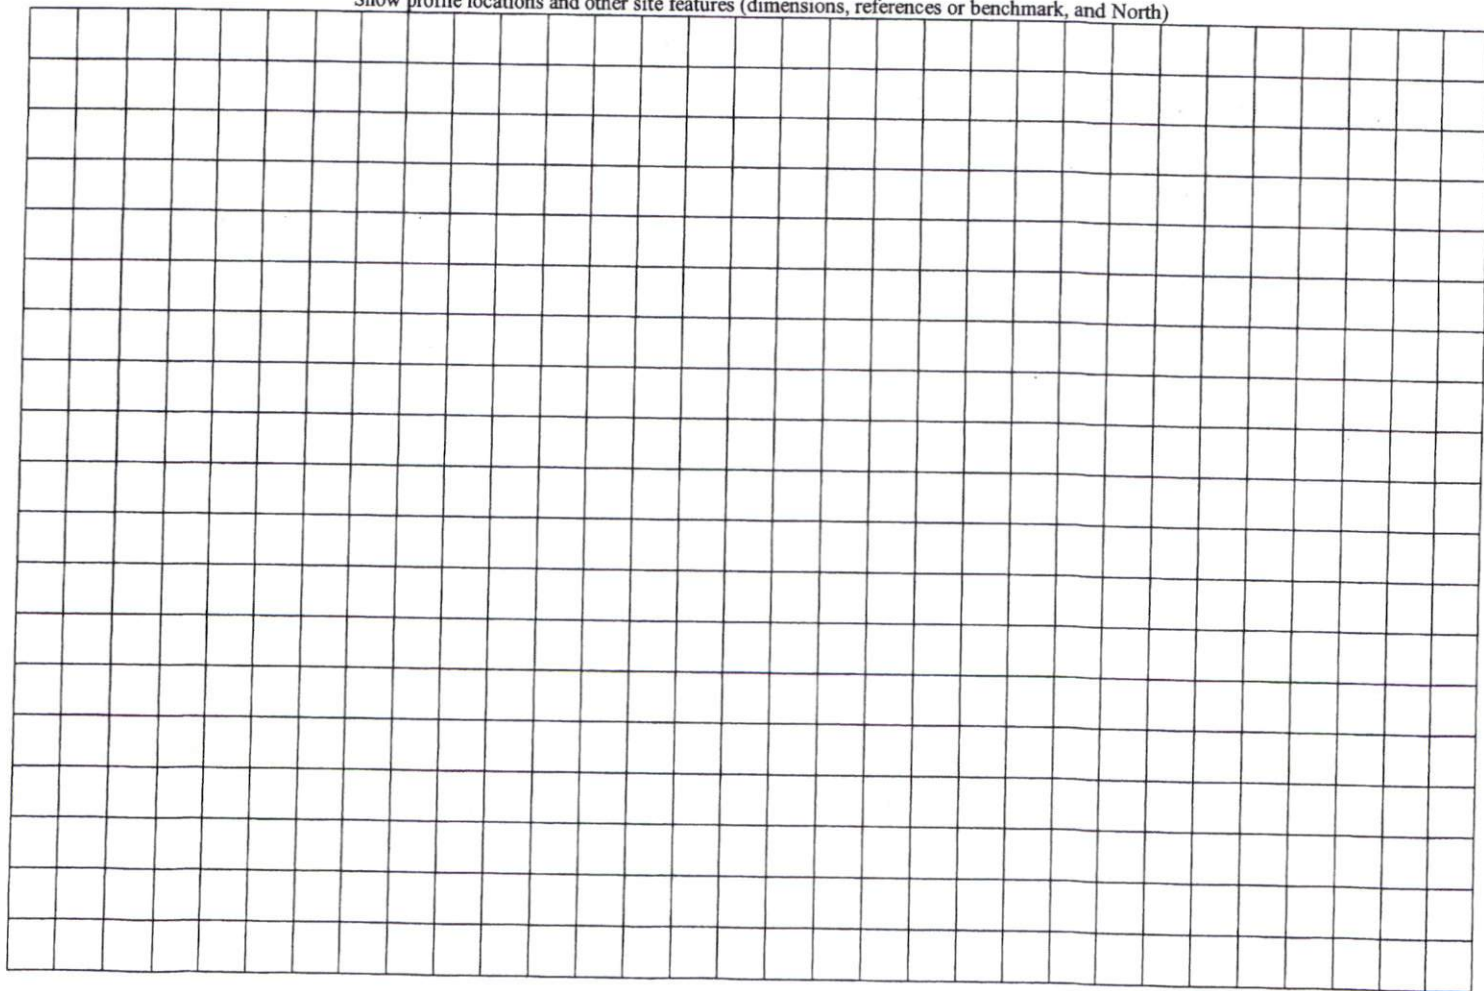 Show profile locations and other site features (dimensions, references or benchmark, and North)